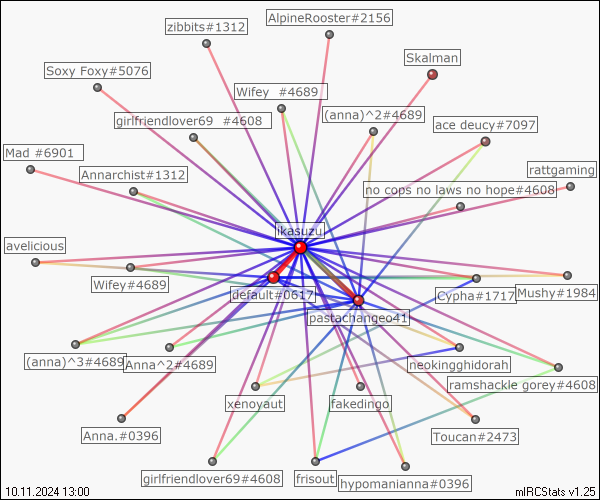 AlpineRooster#2156
zibbits#1312
Skalman
Soxy Foxy#5076
Wifey #4689
girlfriendlover69 #4608
(anna)^2#4689
ace deucy#7097
Mad #6901
Annarchist#1312
rattgaming
no cops no laws no hope#4608
ikasuzu
avelicious
Wifey#4689
default#0617
Cypha#1717
Mushy#1984
pastachangeo41
(anna)^3#4689
Anna^2#4689
neokingghidorah
ramshackle gorey#4608
xenoyaut
fakedingo
Anna.#0396
Toucan#2473
girlfriendlover69#4608
frisout
hypomanianna#0396
10.11.2024 13:00
mIRCStats v1.25